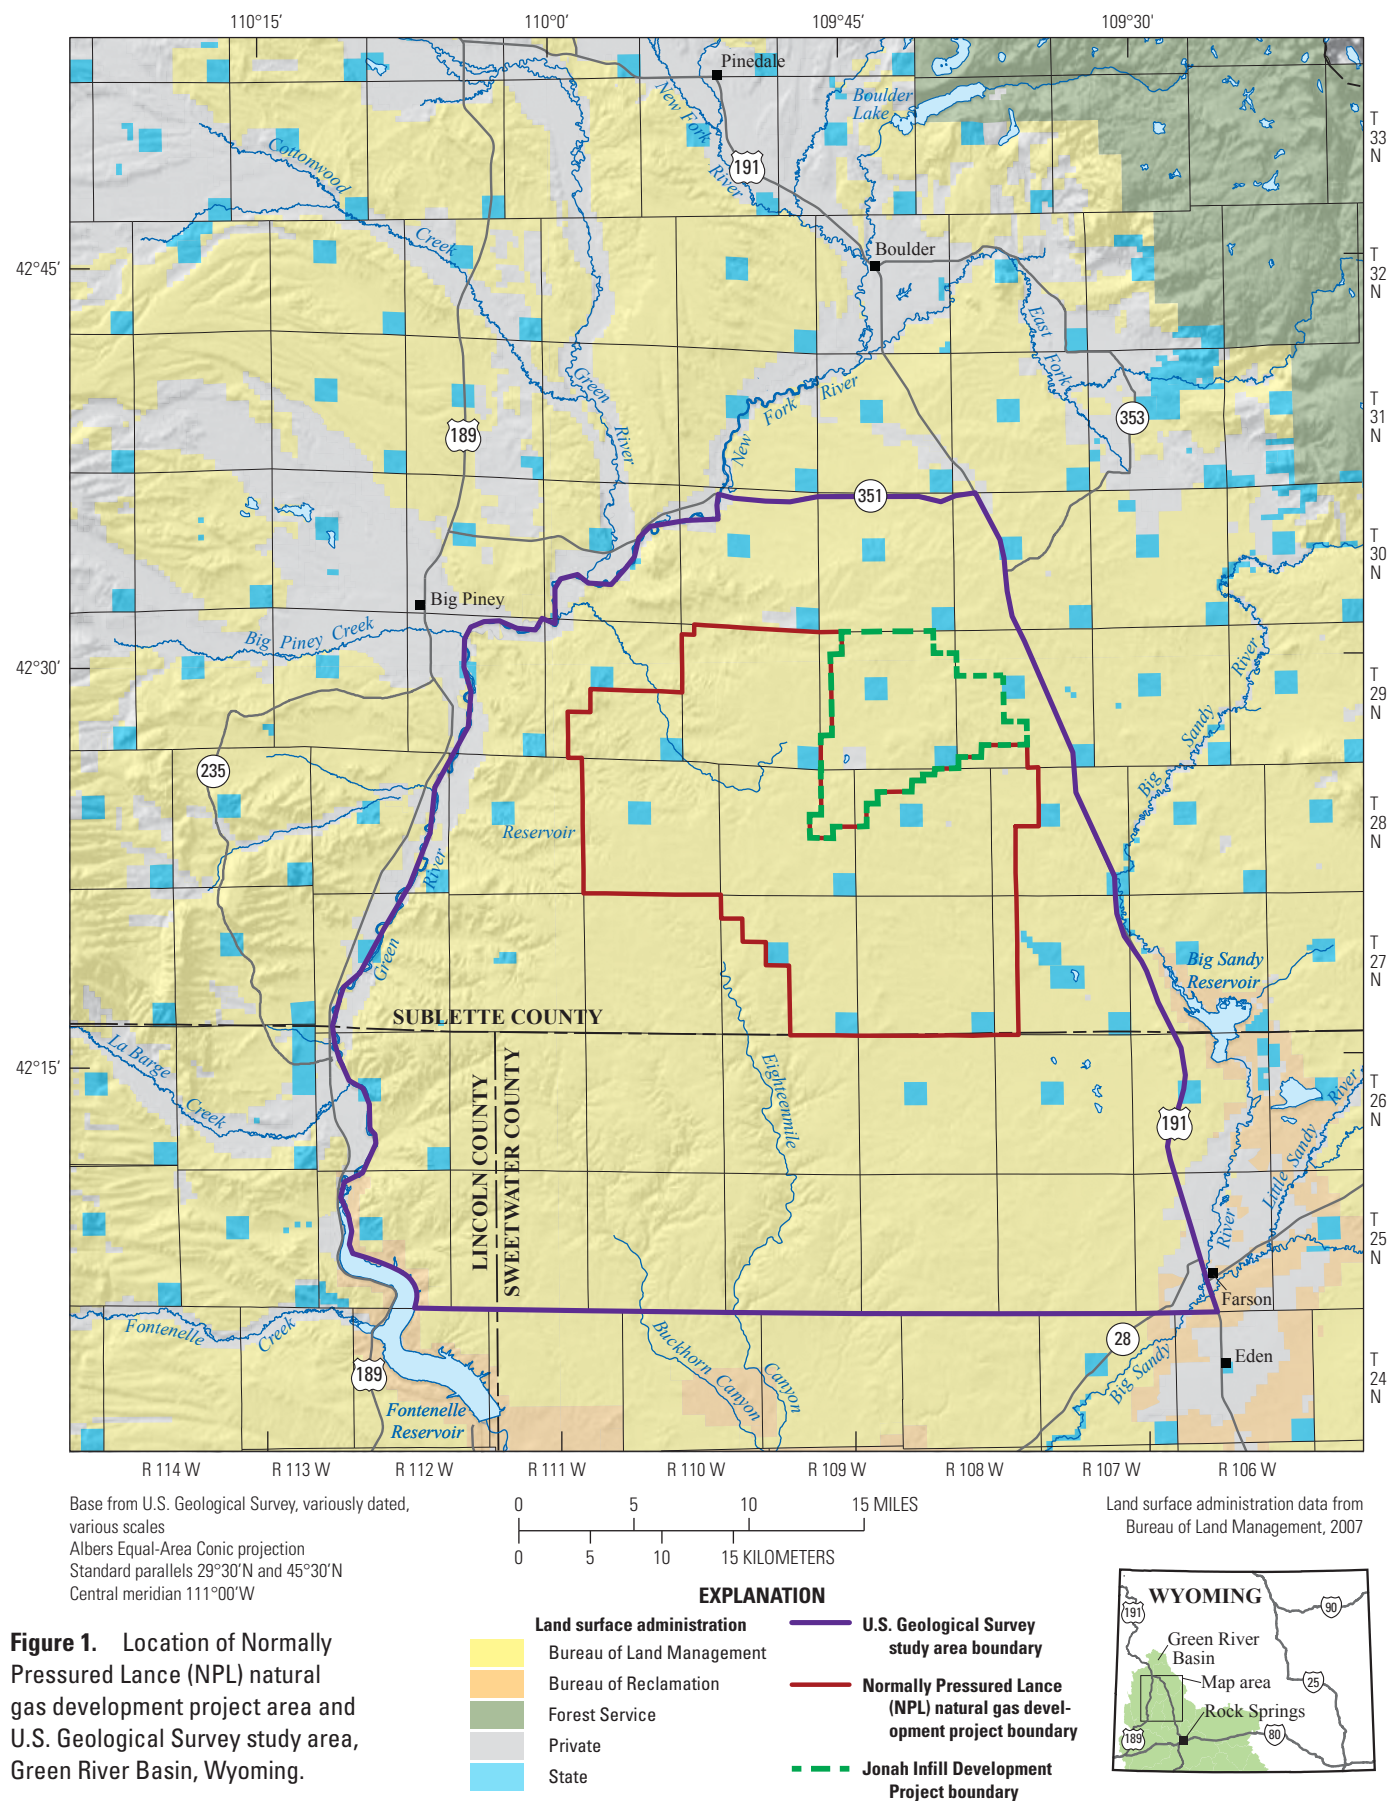 110°15′ 110°0′ 109°45′ 109°30′
Pinedale
New Fork
River
Boulder
Lake
T
33
N
191
Cottonwood
Creek
Boulder
42°45′
T
32
N
East
Fork
Green
River
New Fork River
353
T
31
N
189
351
T
30
N
Big Piney
Big Piney Creek
42°30′
River
Sandy
Big
T
29
N
235
Reservoir
T
28
N
River
Green
T
27
N
Big Sandy
Reservoir
SUBLETTE COUNTY
La Barge
Creek
42°15′
LINCOLN COUNTY
SWEETWATER COUNTY
Eighteenmile
Canyon
191
River
Little Sandy
T
26
N
River
T
25
N
Farson
Fontenelle
Creek
28
Eden
Big Sandy
T
24
N
Buckhorn Canyon
189
Fontenelle
Reservoir
R 114 W R 113 W R 112 W R 111 W R 110 W R 109 W R 108 W R 107 W R 106 W
Base from U.S. Geological Survey, variously dated,
various scales
Albers Equal-Area Conic projection
Standard parallels 29°30′N and 45°30′N
Central meridian 111°00′W
0 5 10 15 MILES
0 5 10 15 KILOMETERS
Land surface administration data from
Bureau of Land Management, 2007
Figure 1. Location of Normally
Pressured Lance (NPL) natural
gas development project area and
U.S. Geological Survey study area,
Green River Basin, Wyoming.
EXPLANATION
Land surface administration
Bureau of Land Management
Bureau of Reclamation
Forest Service
Private
State
U.S. Geological Survey
study area boundary
Normally Pressured Lance
(NPL) natural gas devel-
opment project boundary
Jonah Infill Development
Project boundary
WYOMING
191
90
Green River
Basin
Map area
25
Rock Springs
189
80